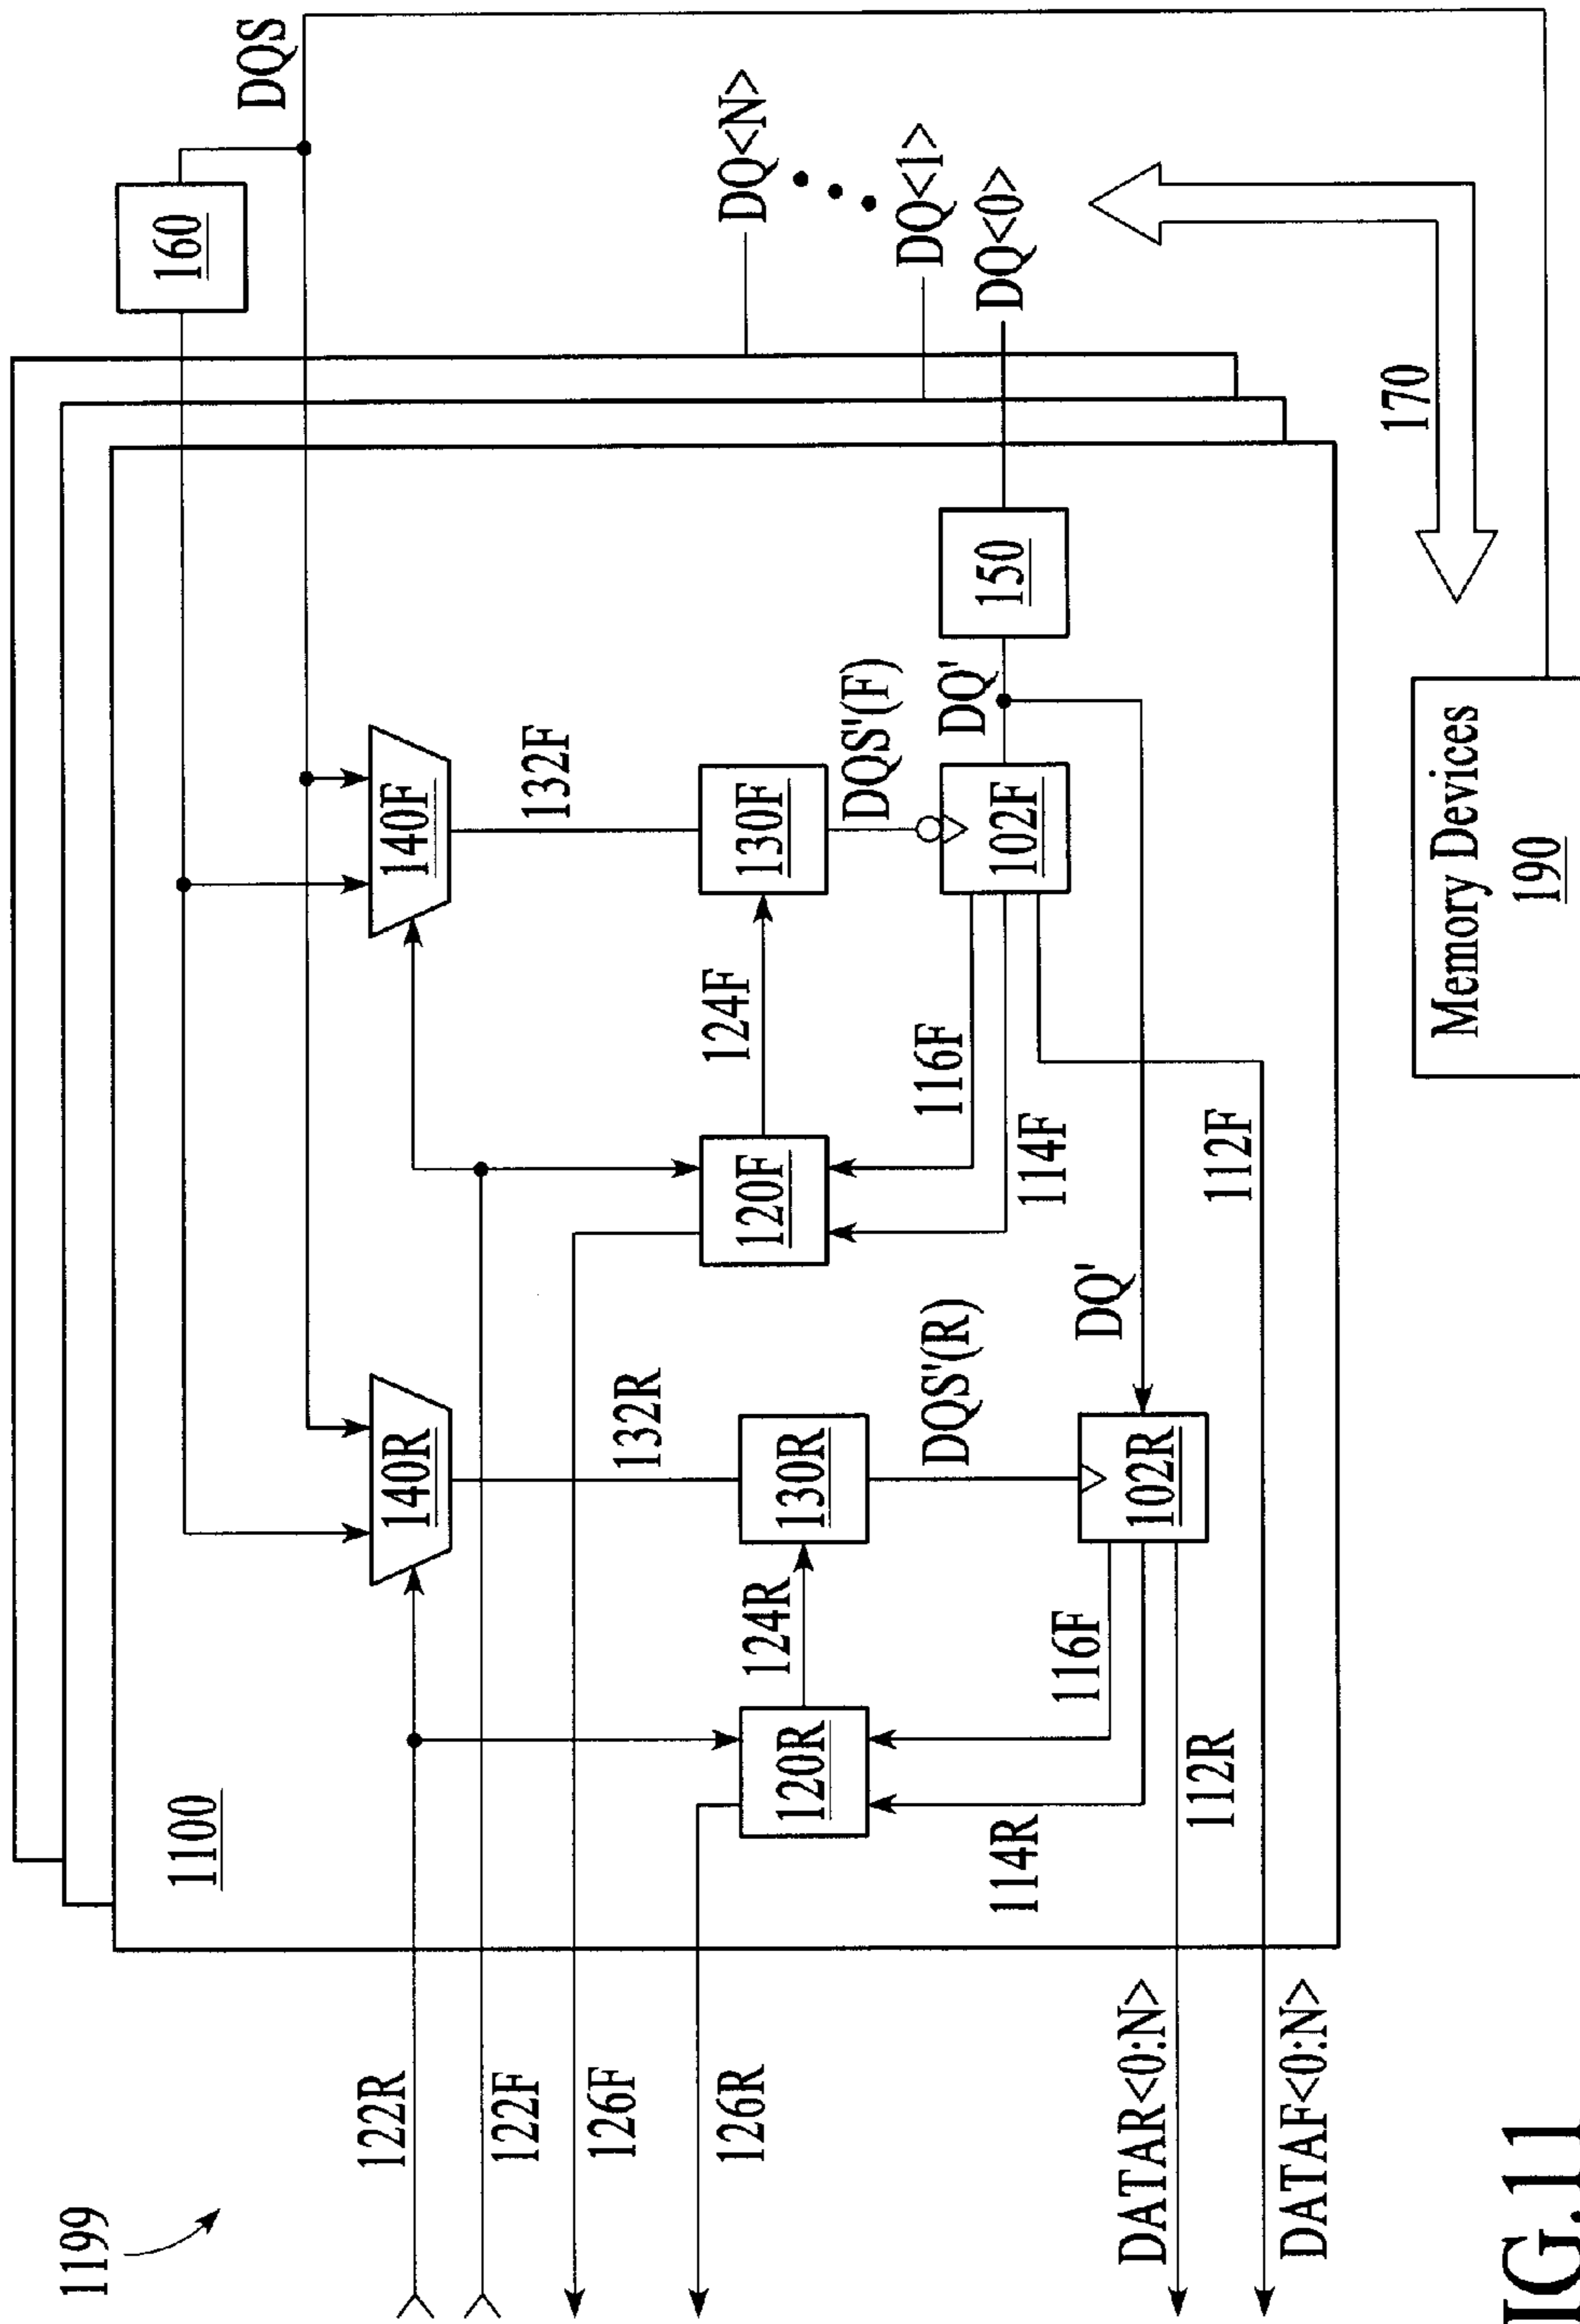 1199
1100
160
DQS
DQ<N>
DQ<1>
DQ<0>
122R
122F
126F
126R
140R
140F
132R
132F
120R
124R
130R
120F
124F
130F
DQS'(R)
DQS'(F)
DQ'
DQ'
116F
114R
112R
102R
116F
114F
112F
102F
150
170
DATAR<0:N>
DATAF<0:N>
Memory Devices
190
IG.11